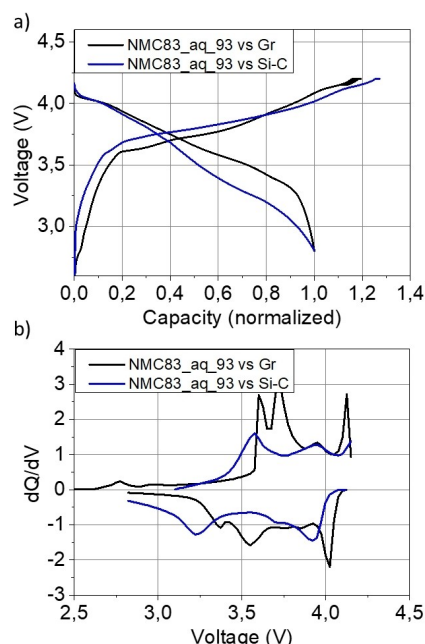 a)
4,5
4,0
3,5
3,0
Voltage (V)
NMC83_aq_93 vs Gr
NMC83_aq_93 vs Si-C
0,0 0,2 0,4 0,6 0,8 1,0 1,2 1,4
Capacity (normalized)
b)
4
3
2
1
0
-1
-2
-3
dQ/dV
NMC83_aq_93 vs Gr
NMC83_aq_93 vs Si-C
2,5 3,0 3,5 4,0 4,5
Voltage (V)